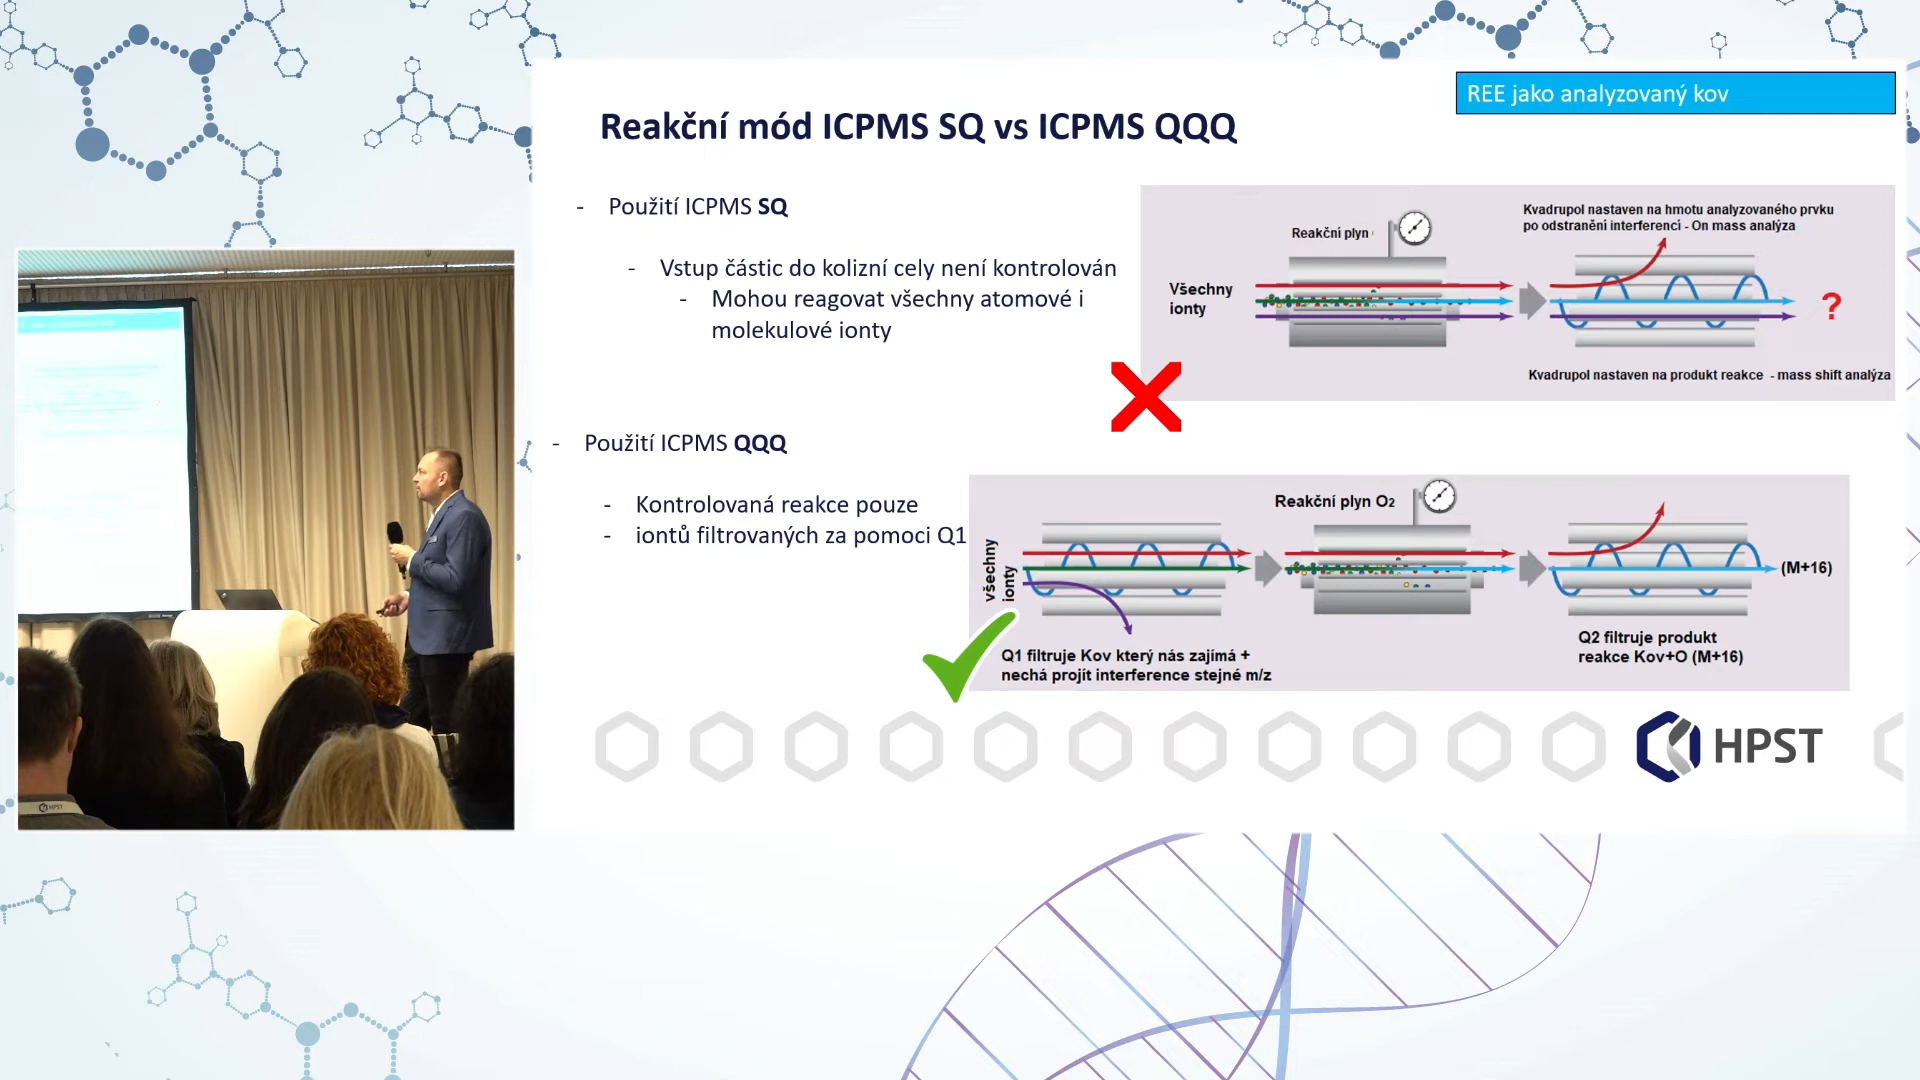 REE jako analyzovaný kov
Reakční mód ICPMS SQ vs ICPMS QQQ
- Použití ICPMS SQ
- Vstup částic do kolizní cely není kontrolován
- Mohou reagovat všechny atomové i
molekulové ionty
Reakční plyn
Kvadrupol nastaven na hmotu analyzovaného prvku
po odstranění interferencí - On mass analýza
Všechny
ionty
?
Kvadrupol nastaven na produkt reakce - mass shift analýza
- Použití ICPMS QQQ
- Kontrolovaná reakce pouze
- iontů filtrovaných za pomoci Q1
Reakční plyn O2
všechny
ionty
(M+16)
Q1 filtruje Kov který nás zajímá +
nechá projít interference stejné m/z
Q2 filtruje produkt
reakce Kov+O (M+16)
HPST
HPST